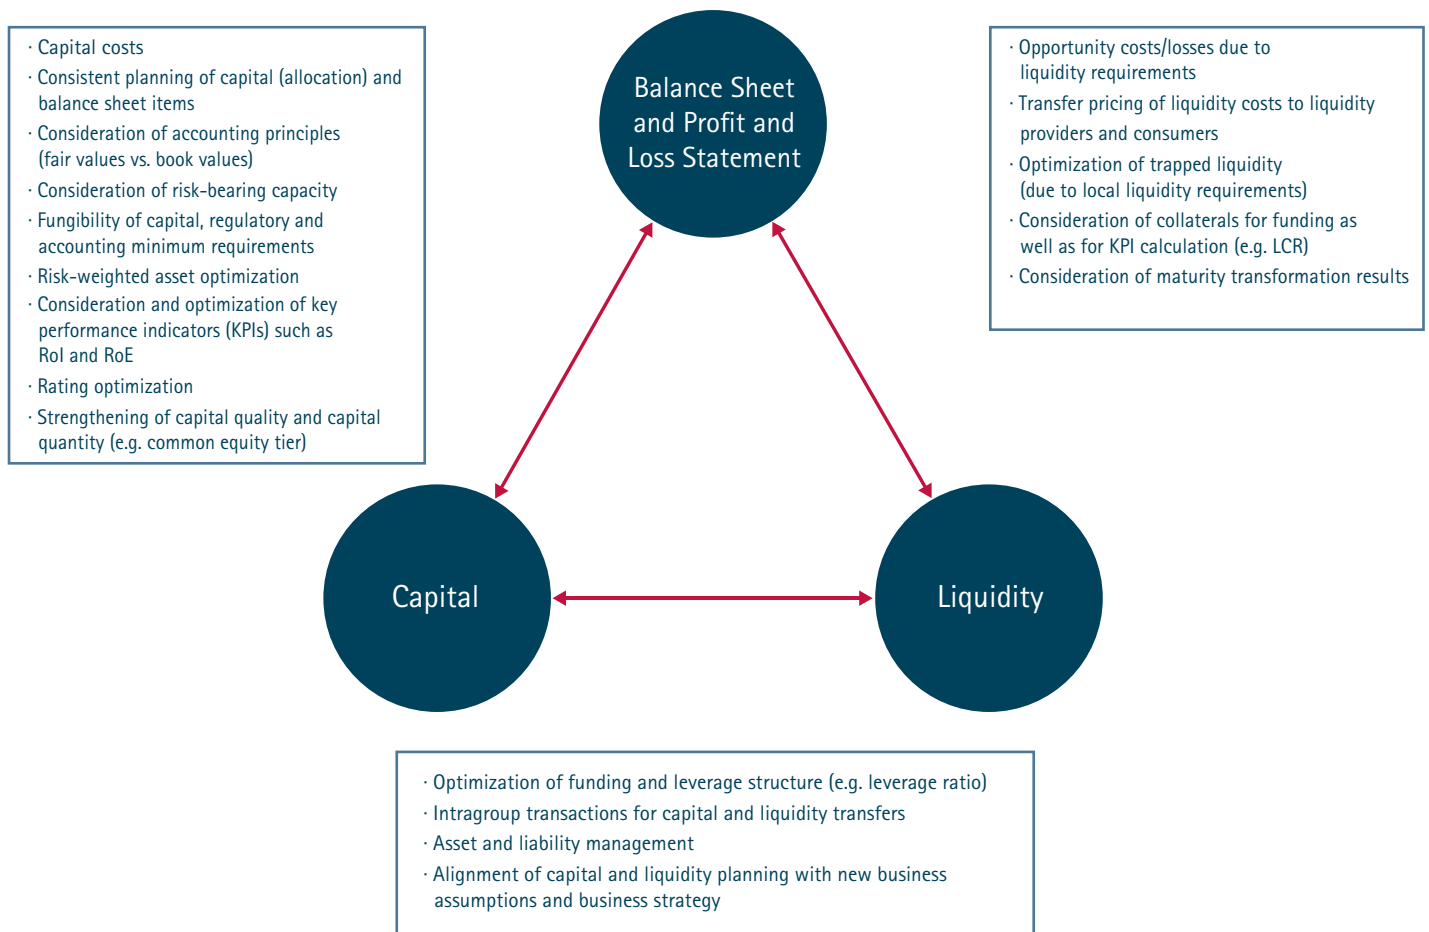 · Capital costs
· Consistent planning of capital (allocation) and
balance sheet items
· Consideration of accounting principles
(fair values vs. book values)
· Consideration of risk-bearing capacity
· Fungibility of capital, regulatory and
accounting minimum requirements
· Risk-weighted asset optimization
· Consideration and optimization of key
performance indicators (KPIs) such as
RoI and RoE
· Rating optimization
· Strengthening of capital quality and capital
quantity (e.g. common equity tier)
Balance Sheet
and Profit and
Loss Statement
· Opportunity costs/losses due to
liquidity requirements
· Transfer pricing of liquidity costs to liquidity
providers and consumers
· Optimization of trapped liquidity
(due to local liquidity requirements)
· Consideration of collaterals for funding as
well as for KPI calculation (e.g. LCR)
· Consideration of maturity transformation results
Capital
Liquidity
· Optimization of funding and leverage structure (e.g. leverage ratio)
· Intragroup transactions for capital and liquidity transfers
· Asset and liability management
· Alignment of capital and liquidity planning with new business
assumptions and business strategy